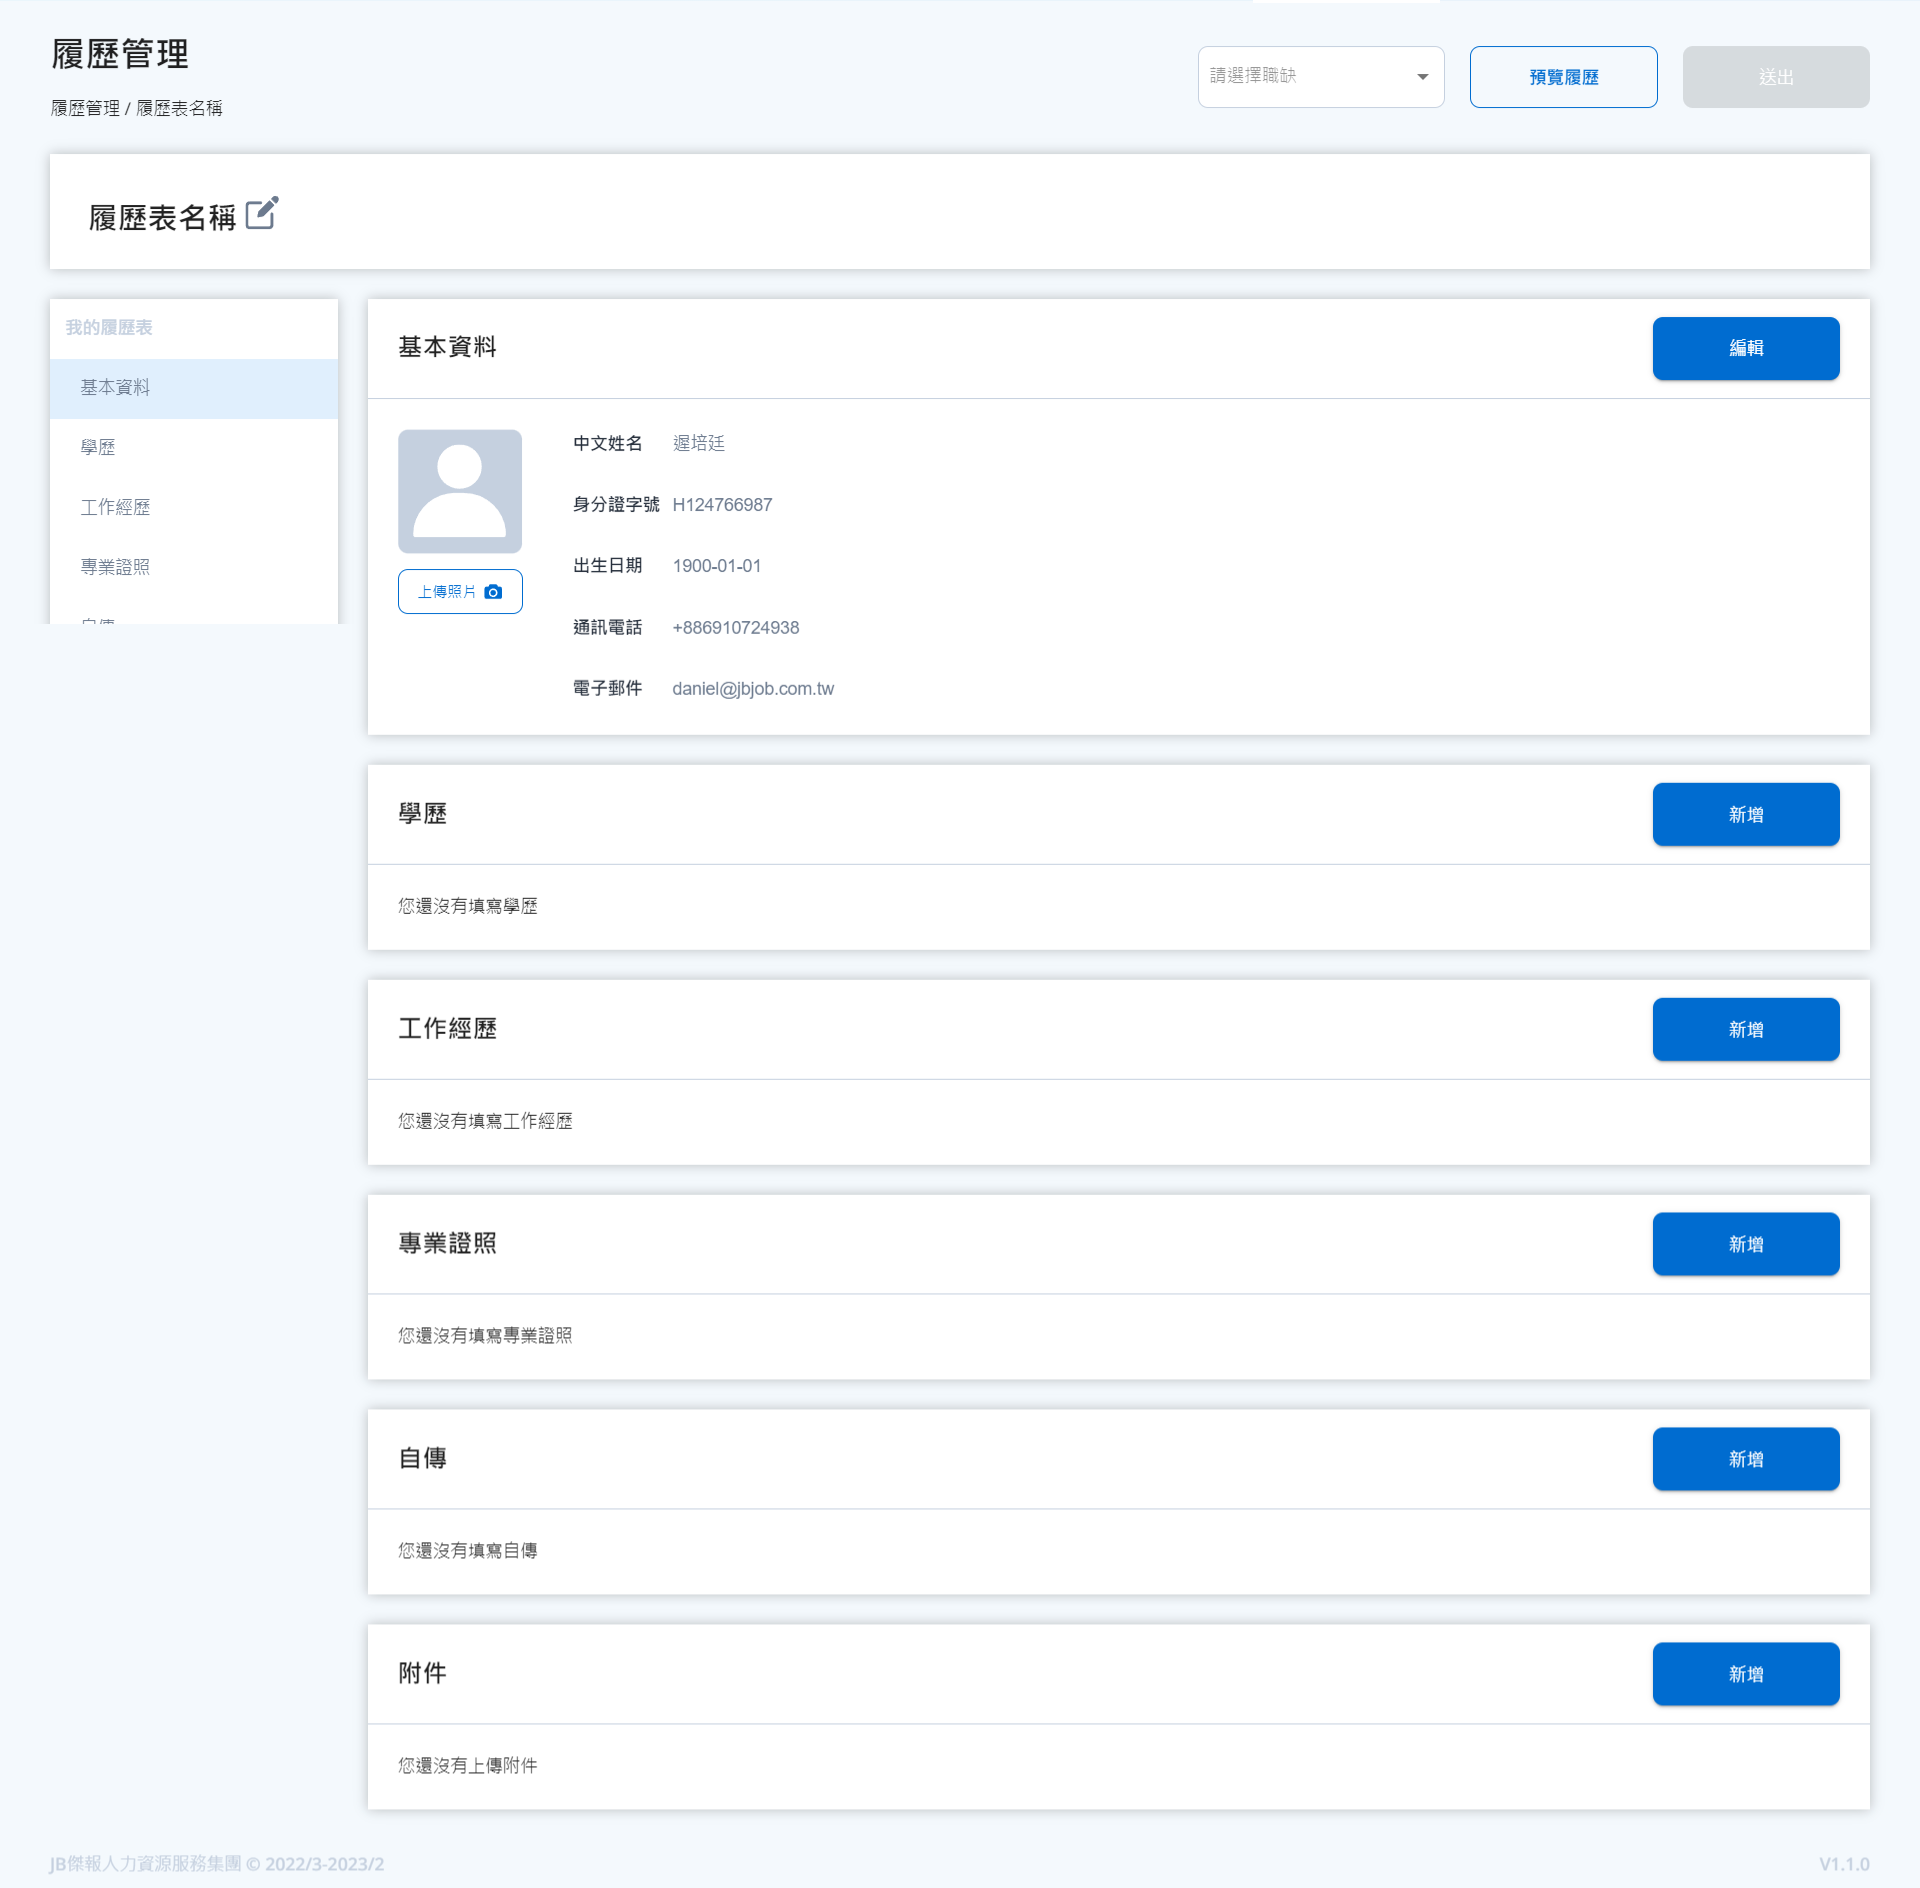 履歷管理
履歷管理 / 履歷表名稱
請選擇職缺
預覽履歷
送出
履歷表名稱
我的履歷表
基本資料
學歷
工作經歷
專業證照
自傳
基本資料
編輯
上傳照片
中文姓名 遲培廷
身分證字號 H124766987
出生日期 1900-01-01
通訊電話 +886910724938
電子郵件 daniel@jbjob.com.tw
學歷
新增
您還沒有填寫學歷
工作經歷
新增
您還沒有填寫工作經歷
專業證照
新增
您還沒有填寫專業證照
自傳
新增
您還沒有填寫自傳
附件
新增
您還沒有上傳附件
JB傑報人力資源服務集團 © 2022/3-2023/2
V1.1.0